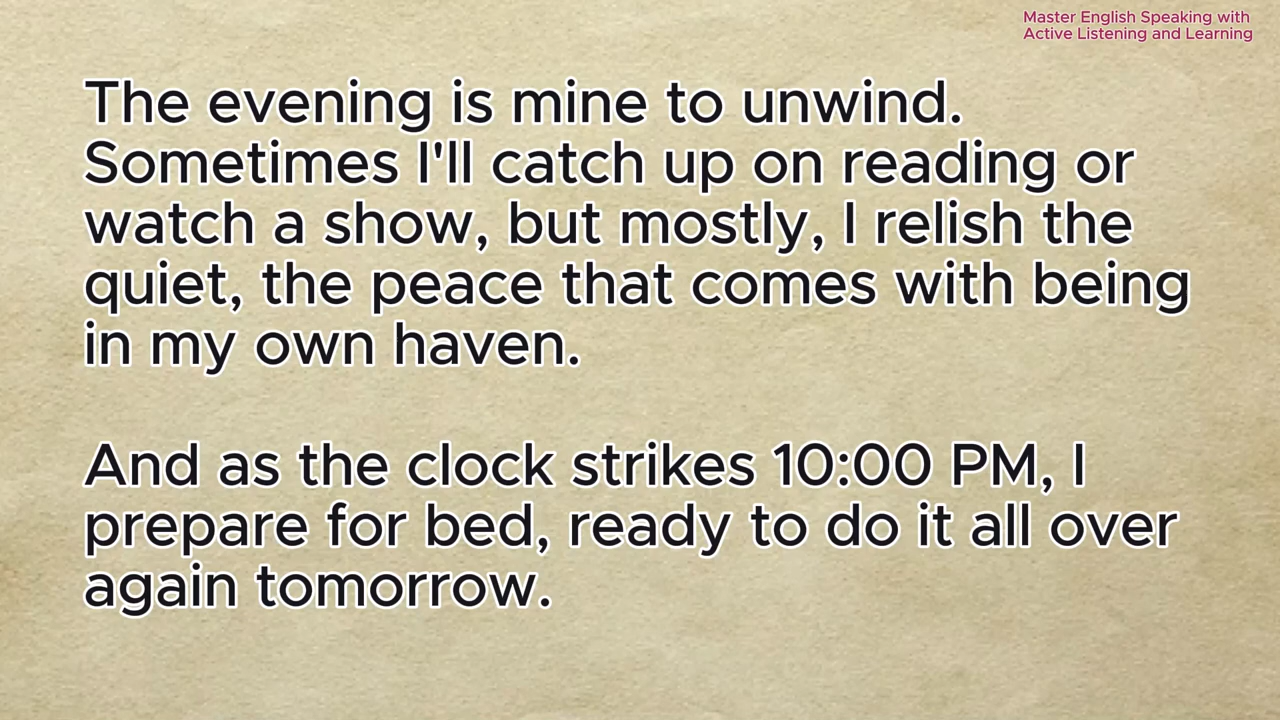 Master English Speaking with
Active Listening and Learning
The evening is mine to unwind.
Sometimes I'll catch up on reading or
watch a show, but mostly, I relish the
quiet, the peace that comes with being
in my own haven.
And as the clock strikes 10:00 PM, I
prepare for bed, ready to do it all over
again tomorrow.